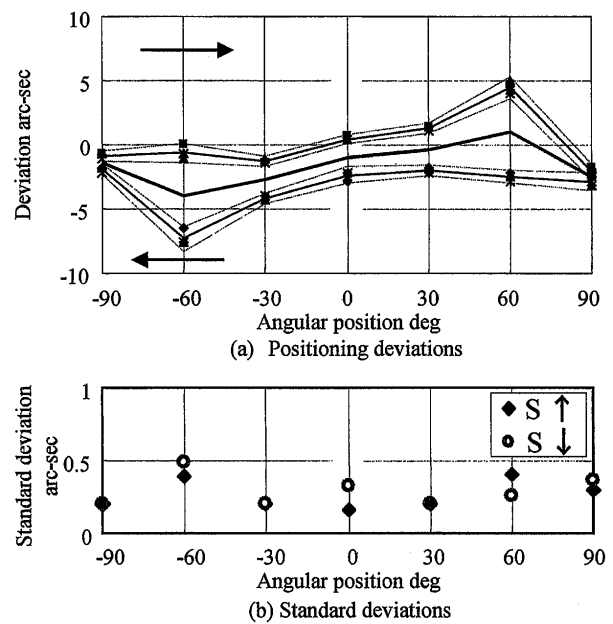 10
5
0
-5
-10
Deviation arc-sec
-90 -60 -30 0 30 60 90
Angular position deg
(a) Positioning deviations
1
0.5
0
Standard deviation
arc-sec
S ↑
S ↓
-90 -60 -30 0 30 60 90
Angular position deg
(b) Standard deviations